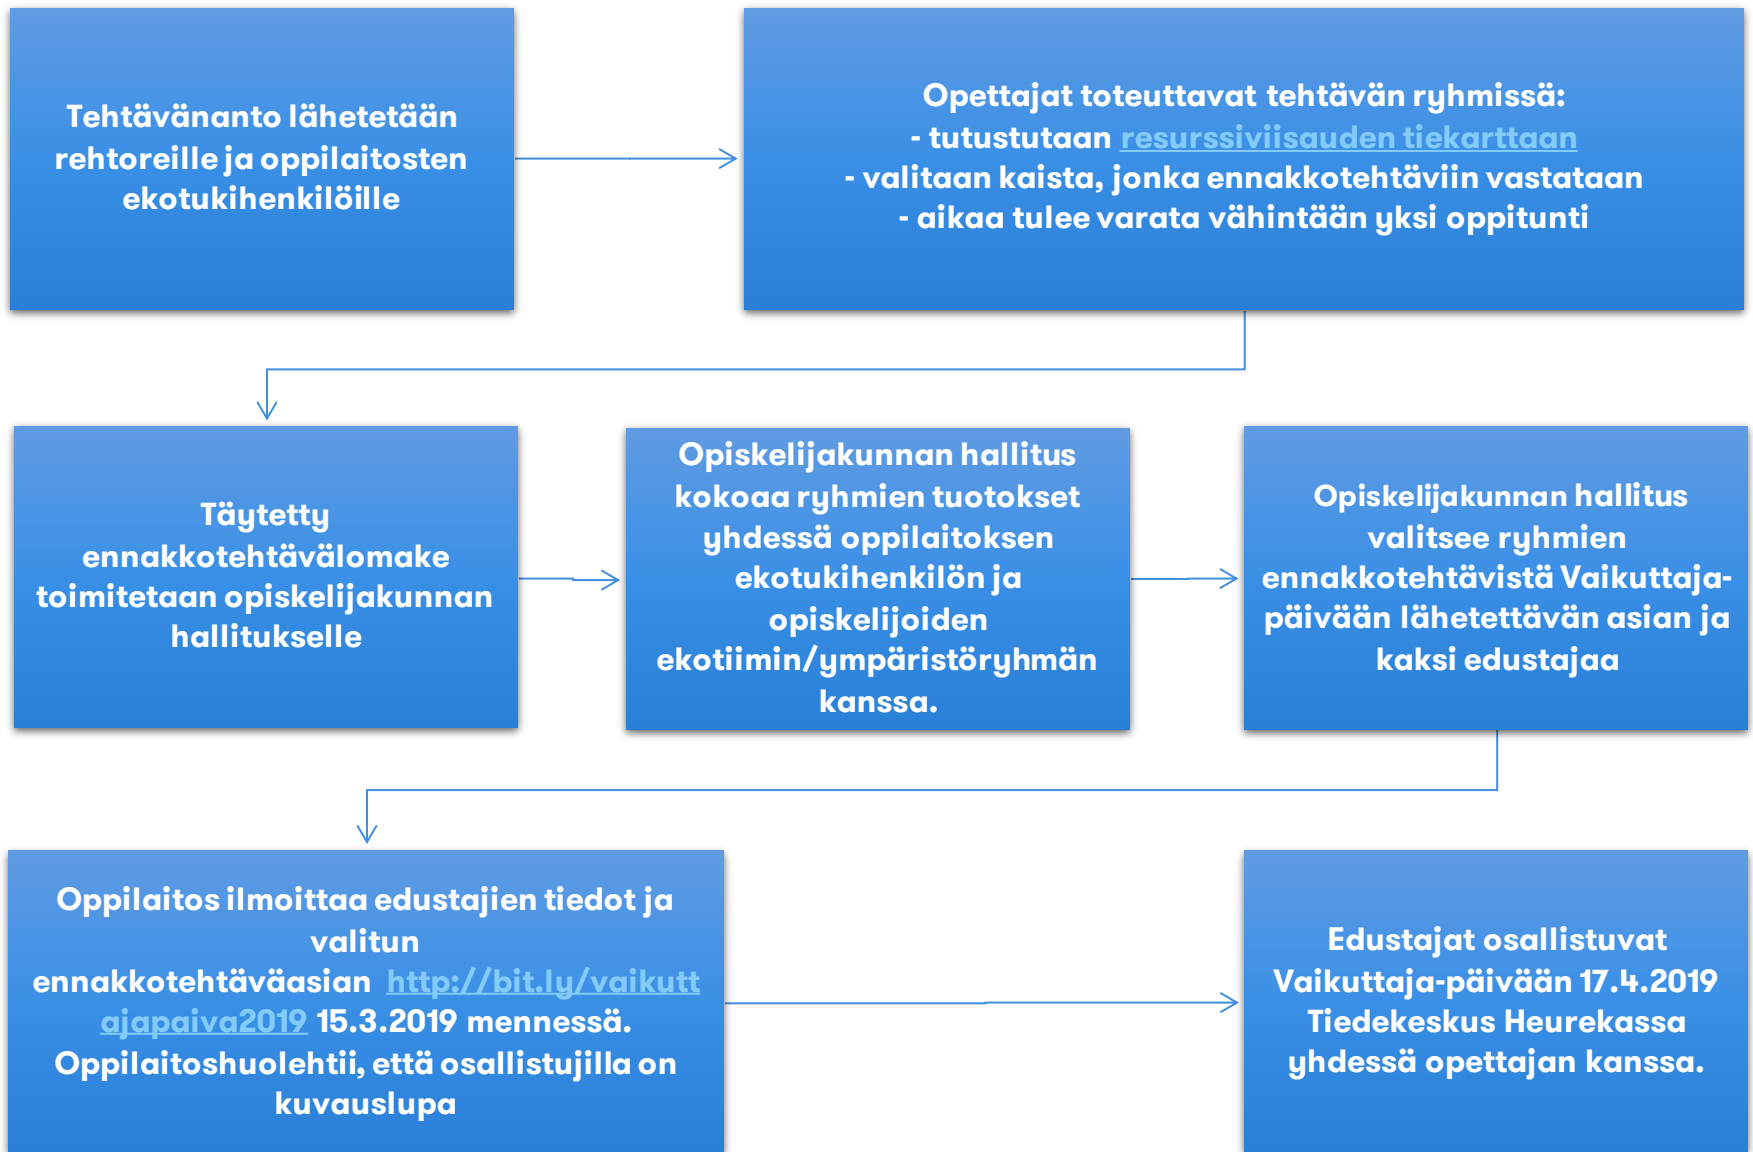 Tehtävänanto lähetetään
rehtoreille ja oppilaitosten
ekotukihenkilöille
Opettajat toteuttavat tehtävän ryhmissä:
- tutustutaan resurssiviisauden tiekarttaan
- valitaan kaista, jonka ennakkotehtäviin vastataan
- aikaa tulee varata vähintään yksi oppitunti
Täytetty
ennakkotehtävälomake
toimitetaan opiskelijakunnan
hallitukselle
Opiskelijakunnan hallitus
kokoaa ryhmien tuotokset
yhdessä oppilaitoksen
ekotukihenkilön ja
opiskelijoiden
ekotiimin/ympäristöryhmän
kanssa.
Opiskelijakunnan hallitus
valitsee ryhmien
ennakkotehtävistä Vaikuttaja-
päivään lähetettävän asian ja
kaksi edustajaa
Oppilaitos ilmoittaa edustajien tiedot ja
valitun
ennakkotehtäväasian http://bit.ly/vaikutt
ajapaiva2019 15.3.2019 mennessä.
Oppilaitoshuolehtii, että osallistujilla on
kuvauslupa
Edustajat osallistuvat
Vaikuttaja-päivään 17.4.2019
Tiedekeskus Heurekassa
yhdessä opettajan kanssa.